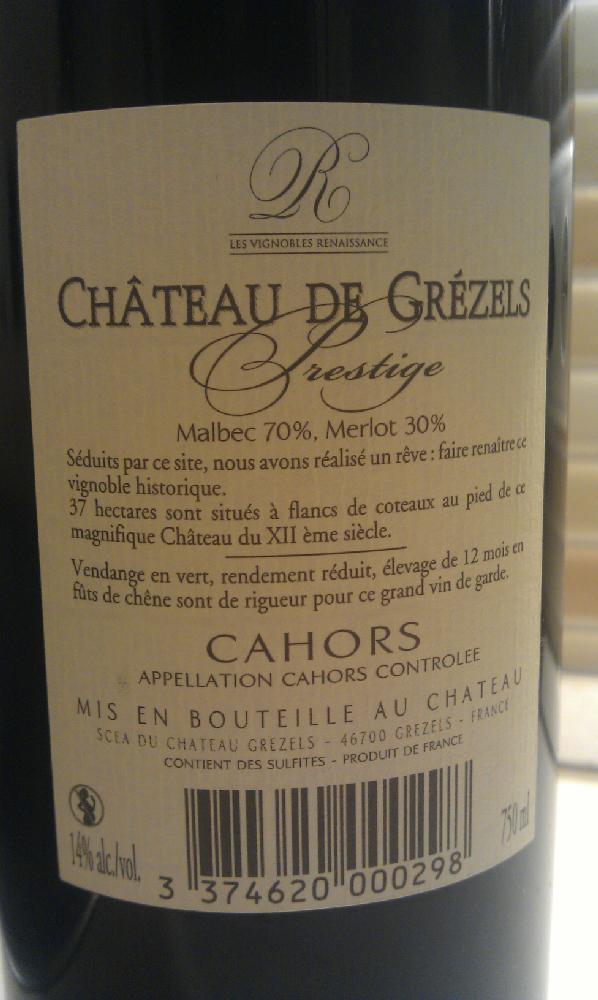 R
LES VIGNOBLES RENAISSANCE
CHÂTEAU DE GRÉZELS
Prestige
Malbec 70%, Merlot 30%
Séduits par ce site, nous avons réalisé un rêve : faire renaître ce
vignoble historique.
37 hectares sont situés à flancs de coteaux au pied de ce
magnifique Château du XII ème siècle.
Vendange en vert, rendement réduit, élevage de 12 mois en
fûts de chêne sont de rigueur pour ce grand vin de garde.
CAHORS
APPELLATION CAHORS CONTROLEE
MIS EN BOUTEILLE AU CHATEAU
SCEA DU CHATEAU GREZELS - 46700 GREZELS - FRANCE
CONTIENT DES SULFITES - PRODUIT DE FRANCE
14% alc./vol.
750 ml
3 374620 000298